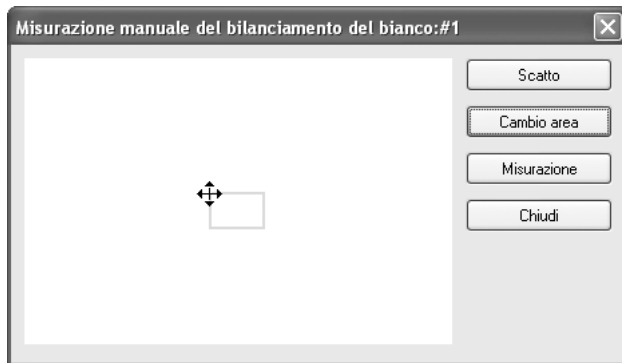 Misurazione manuale del bilanciamento del bianco:#1
Scatto
Cambio area
Misurazione
Chiudi